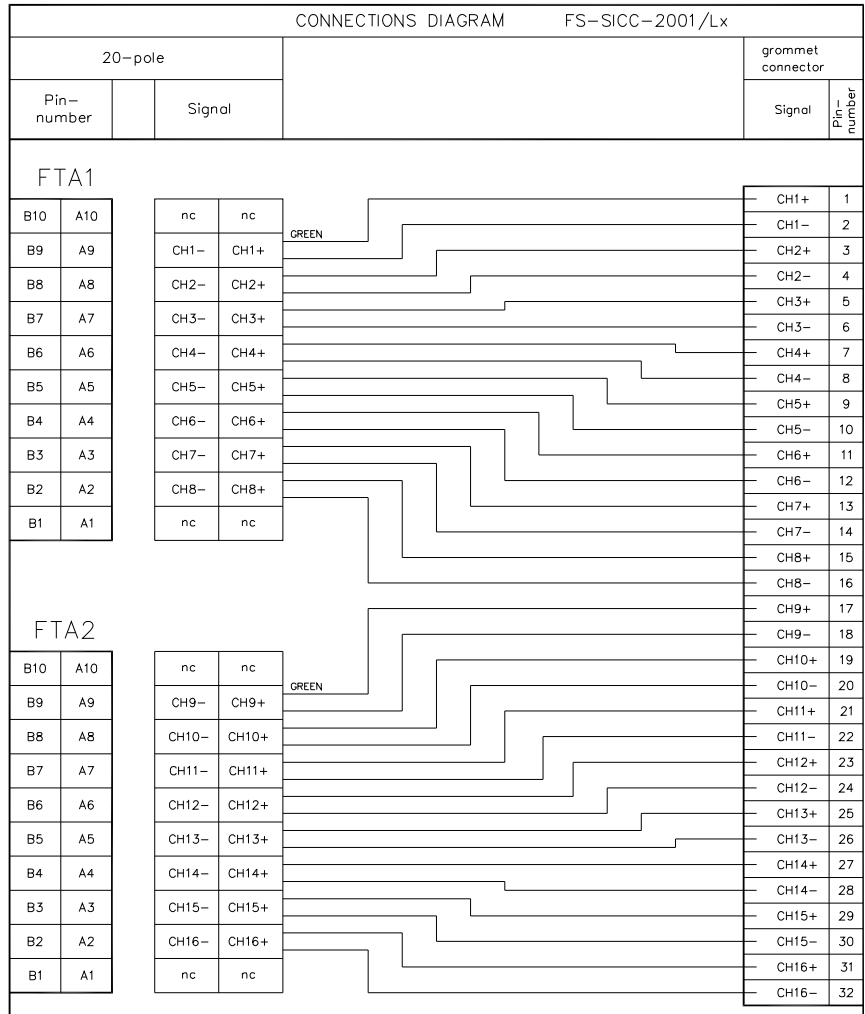 CONNECTIONS DIAGRAM FS-SICC-2001/Lx
20-pole
grommet
connector
Pin-
number
Signal
Signal
Pin-
number
FTA1
B10 A10 nc nc
GREEN
B9 A9 CH1- CH1+
B8 A8 CH2- CH2+
B7 A7 CH3- CH3+
B6 A6 CH4- CH4+
B5 A5 CH5- CH5+
B4 A4 CH6- CH6+
B3 A3 CH7- CH7+
B2 A2 CH8- CH8+
B1 A1 nc nc
FTA2
B10 A10 nc nc
GREEN
B9 A9 CH9- CH9+
B8 A8 CH10- CH10+
B7 A7 CH11- CH11+
B6 A6 CH12- CH12+
B5 A5 CH13- CH13+
B4 A4 CH14- CH14+
B3 A3 CH15- CH15+
B2 A2 CH16- CH16+
B1 A1 nc nc
CH1+ 1
CH1- 2
CH2+ 3
CH2- 4
CH3+ 5
CH3- 6
CH4+ 7
CH4- 8
CH5+ 9
CH5- 10
CH6+ 11
CH6- 12
CH7+ 13
CH7- 14
CH8+ 15
CH8- 16
CH9+ 17
CH9- 18
CH10+ 19
CH10- 20
CH11+ 21
CH11- 22
CH12+ 23
CH12- 24
CH13+ 25
CH13- 26
CH14+ 27
CH14- 28
CH15+ 29
CH15- 30
CH16+ 31
CH16- 32